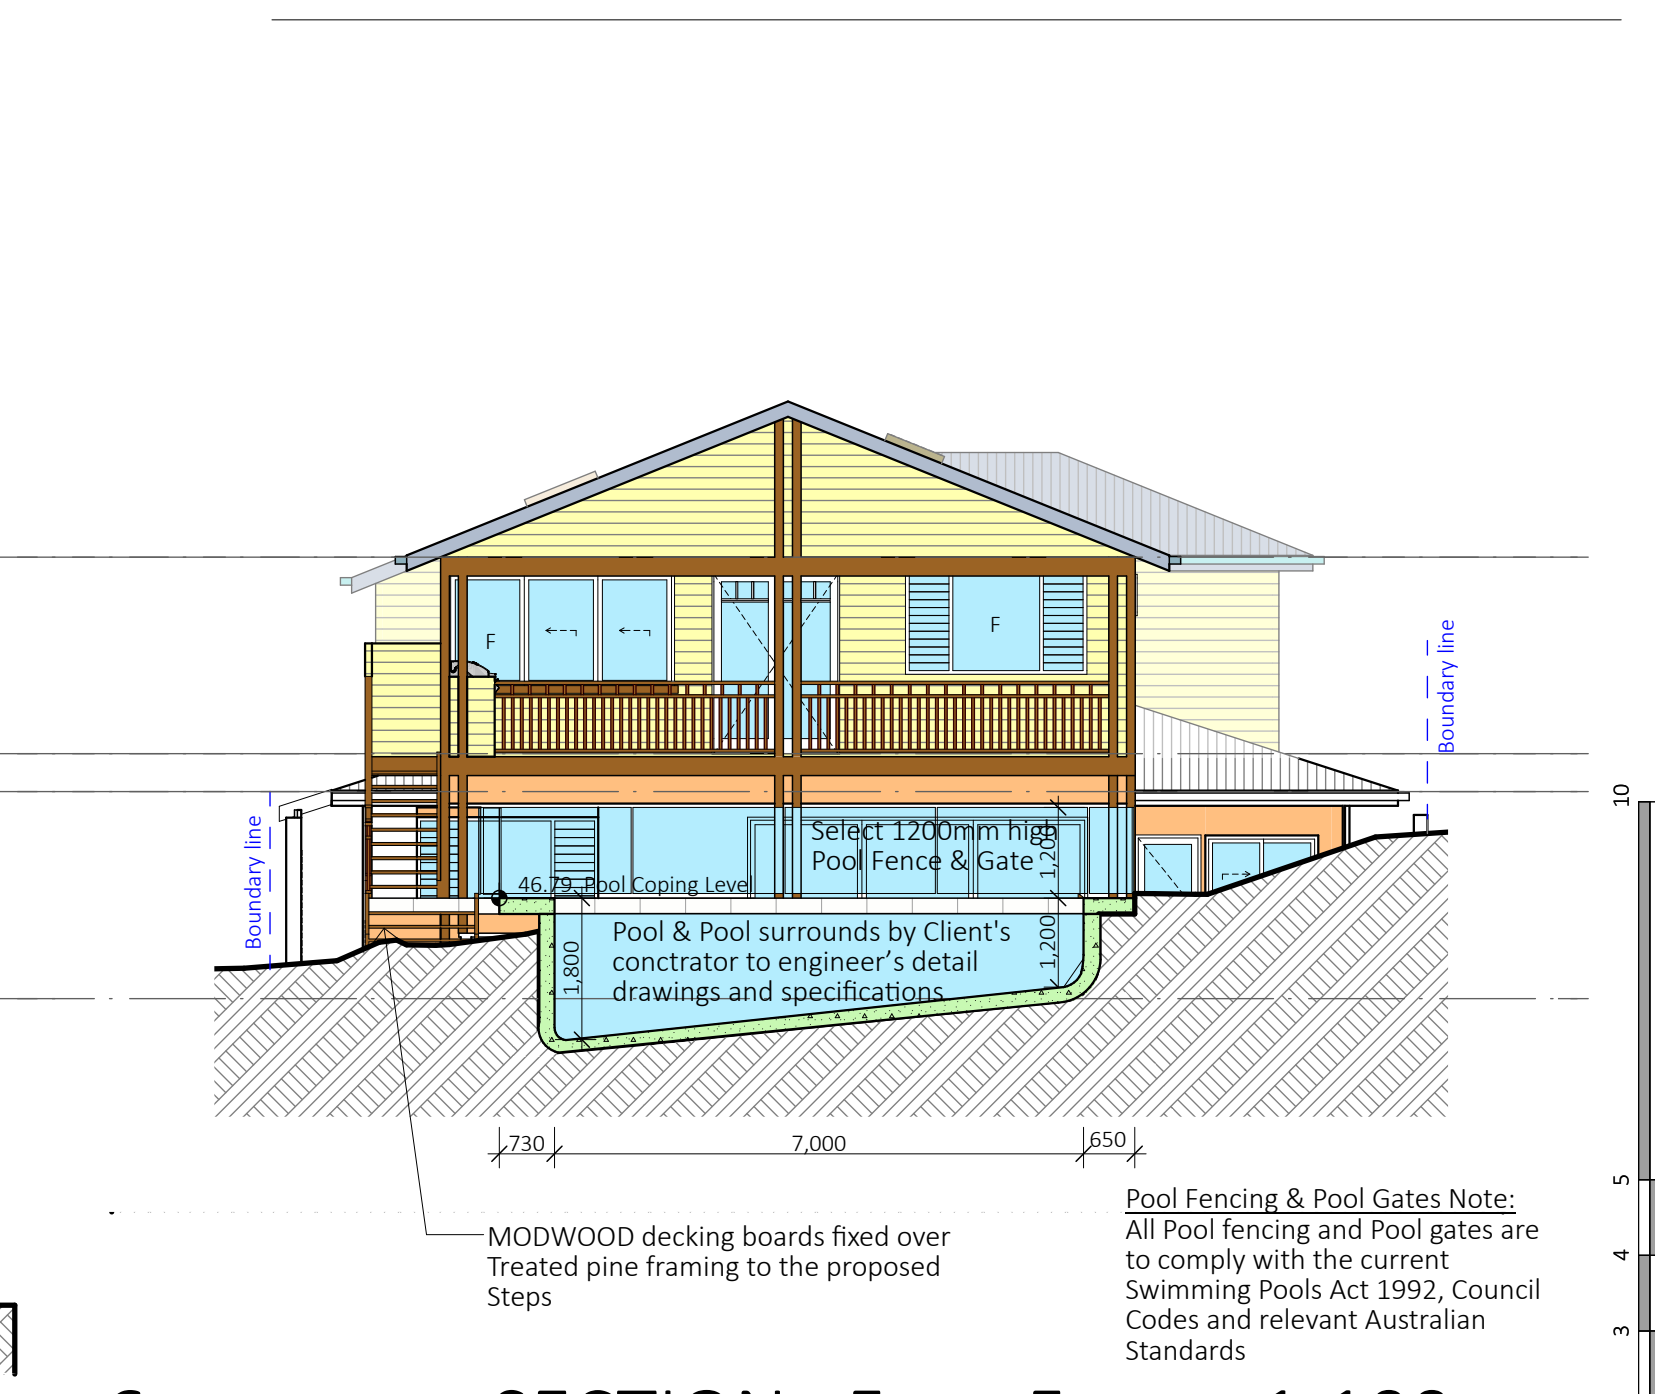 F
F
Boundary line
Boundary line
10
Select 1200mm high
Pool Fence & Gate
1,200
46.79 Pool Coping Level
Pool & Pool surrounds by Client's
conctrator to engineer’s detail
drawings and specifications
1,800
1,200
730
7,000
650
5
4
3
Pool Fencing & Pool Gates Note:
All Pool fencing and Pool gates are
to comply with the current
Swimming Pools Act 1992, Council
Codes and relevant Australian
Standards
MODWOOD decking boards fixed over
Treated pine framing to the proposed
Steps
SECTION